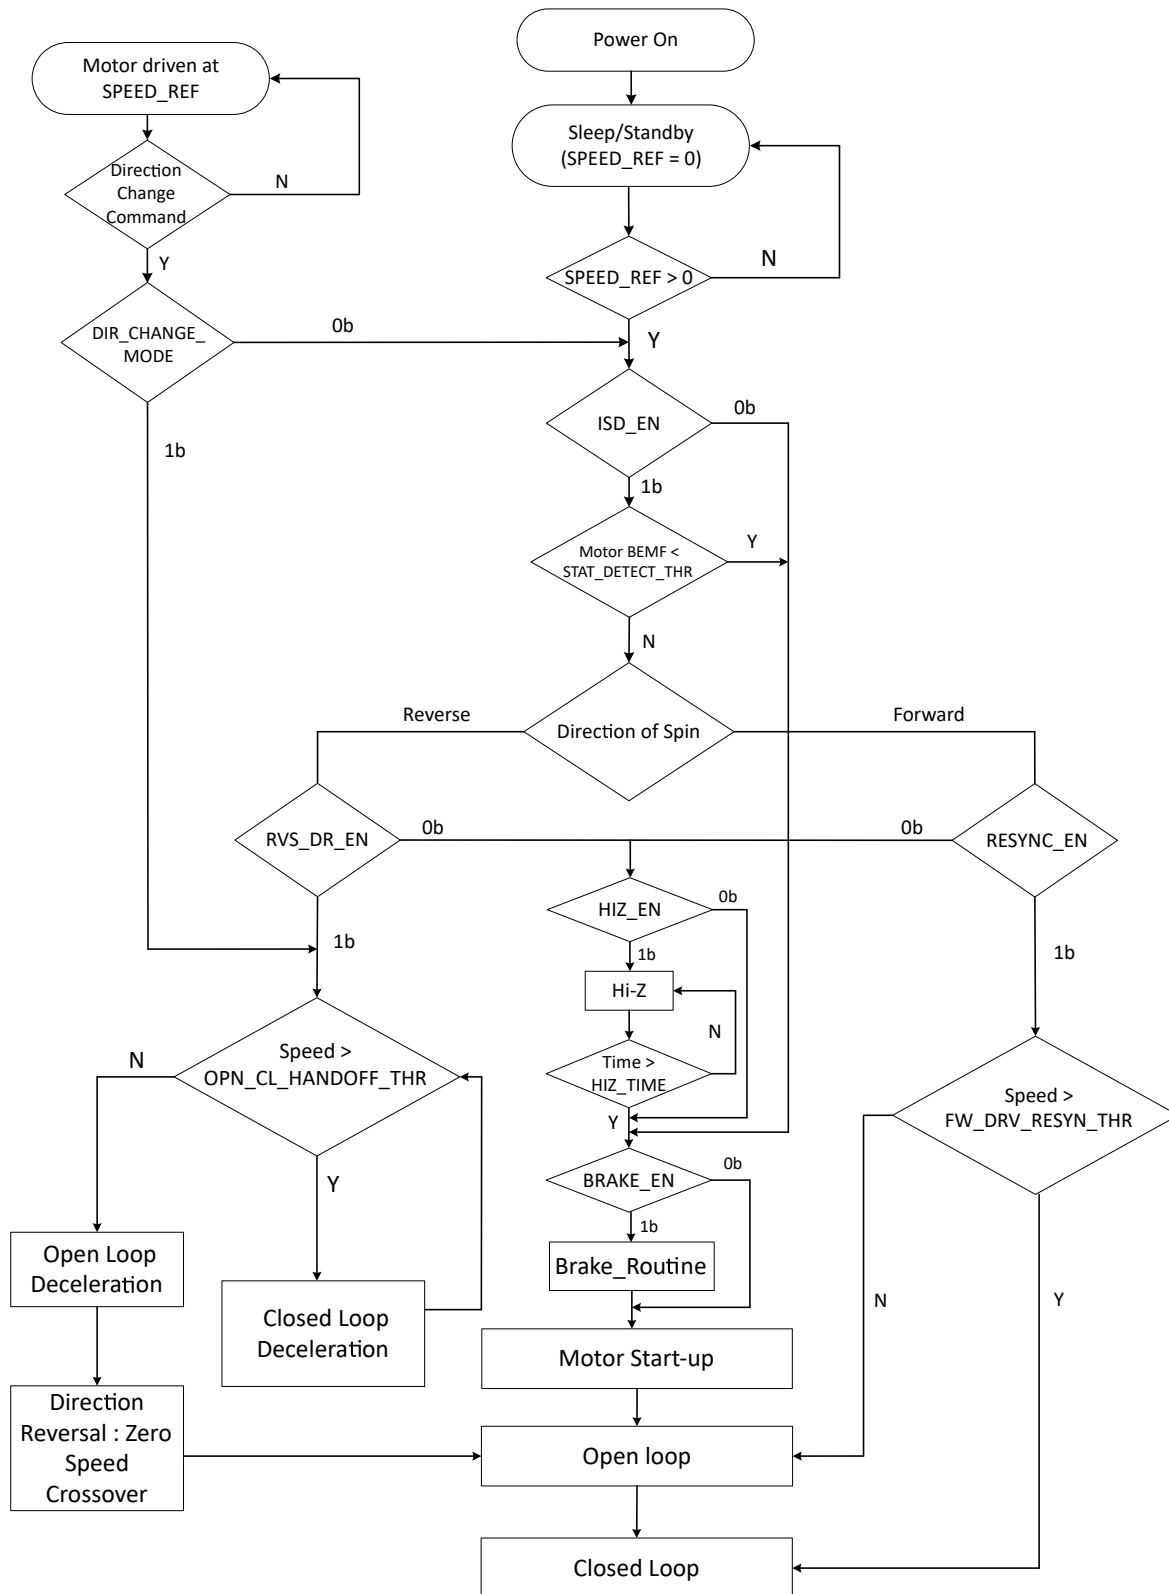 Power On
Motor driven at
SPEED_REF
Sleep/Standby
(SPEED_REF = 0)
Direction
Change
Command
N
Y
SPEED_REF > 0
N
Y
DIR_CHANGE_
MODE
0b
1b
ISD_EN
0b
1b
Motor BEMF <
STAT_DETECT_THR
Y
N
Direction of Spin
Reverse
Forward
RVS_DR_EN
0b
1b
0b
RESYNC_EN
1b
HIZ_EN
0b
1b
Hi-Z
N
Time >
HIZ_TIME
Y
Speed >
OPN_CL_HANDOFF_THR
N
Y
Speed >
FW_DRV_RESYN_THR
N
Y
BRAKE_EN
0b
1b
Brake_Routine
Open Loop
Deceleration
Closed Loop
Deceleration
Motor Start-up
Direction
Reversal : Zero
Speed
Crossover
Open loop
Closed Loop